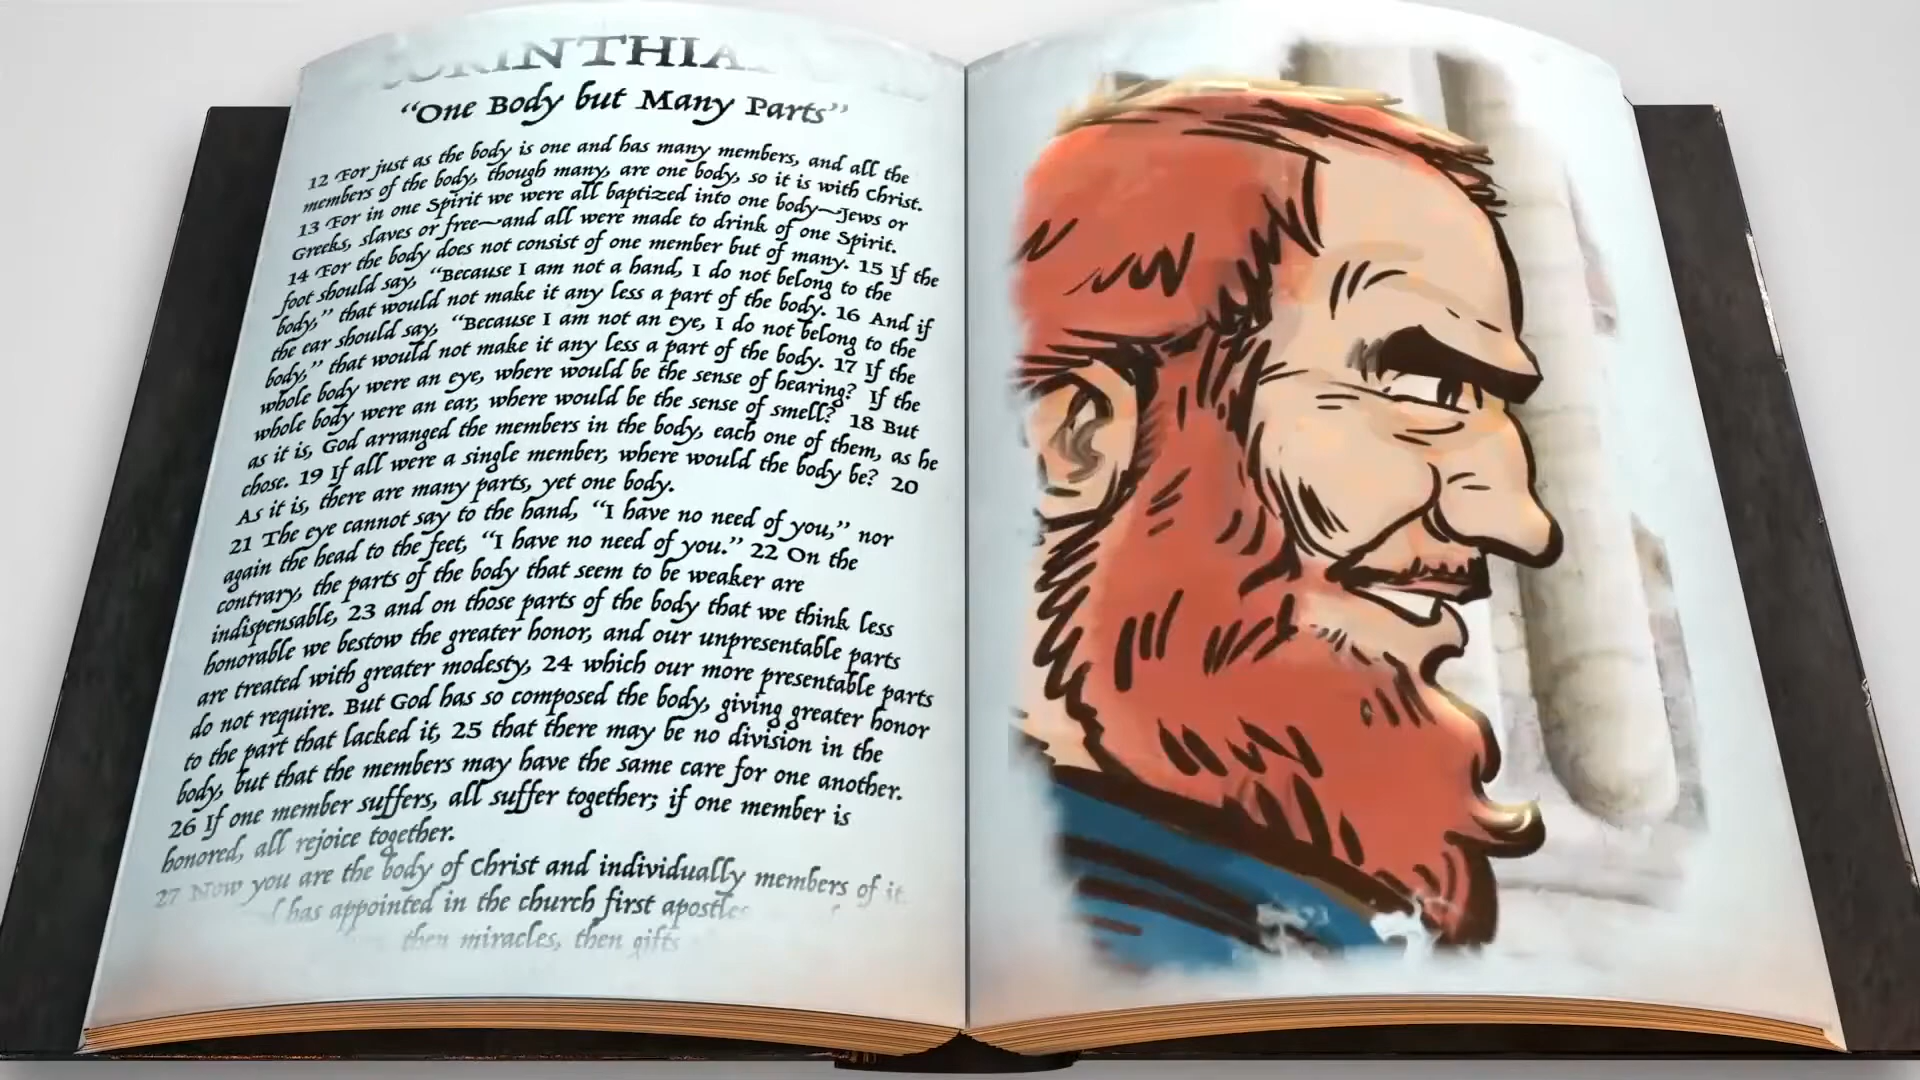 CORINTHIA
“One Body but Many Parts”
12 For just as the body is one and has many members, and all the
members of the body, though many, are one body, so it is with Christ.
13 For in one Spirit we were all baptized into one body—Jews or
Greeks, slaves or free—and all were made to drink of one Spirit.
14 For the body does not consist of one member but of many. 15 If the
foot should say, “Because I am not a hand, I do not belong to the
body,” that would not make it any less a part of the body. 16 And if
the ear should say, “Because I am not an eye, I do not belong to the
body,” that would not make it any less a part of the body. 17 If the
whole body were an eye, where would be the sense of hearing? If the
whole body were an ear, where would be the sense of smell? 18 But
as it is, God arranged the members in the body, each one of them, as he
chose. 19 If all were a single member, where would the body be? 20
As it is, there are many parts, yet one body.
21 The eye cannot say to the hand, “I have no need of you,” nor
again the head to the feet, “I have no need of you.” 22 On the
contrary, the parts of the body that seem to be weaker are
indispensable, 23 and on those parts of the body that we think less
honorable we bestow the greater honor, and our unpresentable parts
are treated with greater modesty, 24 which our more presentable parts
do not require. But God has so composed the body, giving greater honor
to the part that lacked it, 25 that there may be no division in the
body, but that the members may have the same care for one another.
26 If one member suffers, all suffer together; if one member is
honored, all rejoice together.
27 Now you are the body of Christ and individually members of it.
has appointed in the church first apostles
then miracles, then gifts